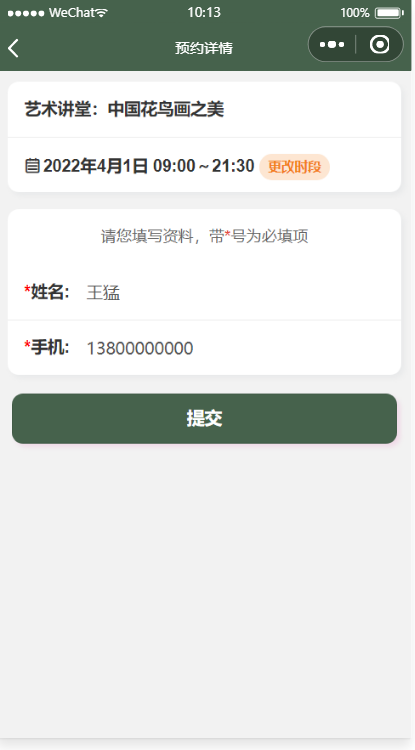 WeChat 10:13 100%
预约详情
艺术讲堂：中国花鸟画之美
2022年4月1日 09:00～21:30 更改时段
请您填写资料，带*号为必填项
*姓名: 王猛
*手机: 13800000000
提交